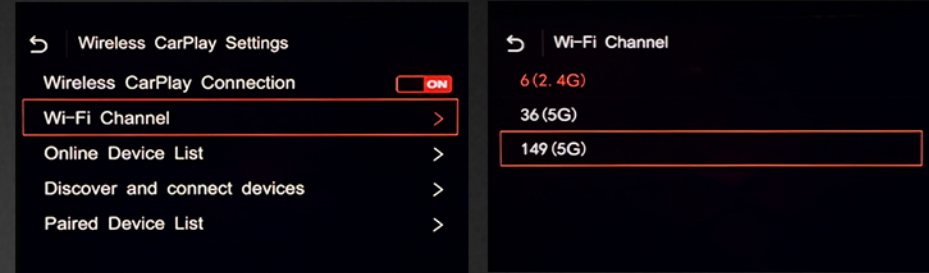 Wireless CarPlay Settings
Wireless CarPlay Connection
ON
Wi-Fi Channel
Online Device List
Discover and connect devices
Paired Device List
Wi-Fi Channel
6(2.4G)
36(5G)
149(5G)